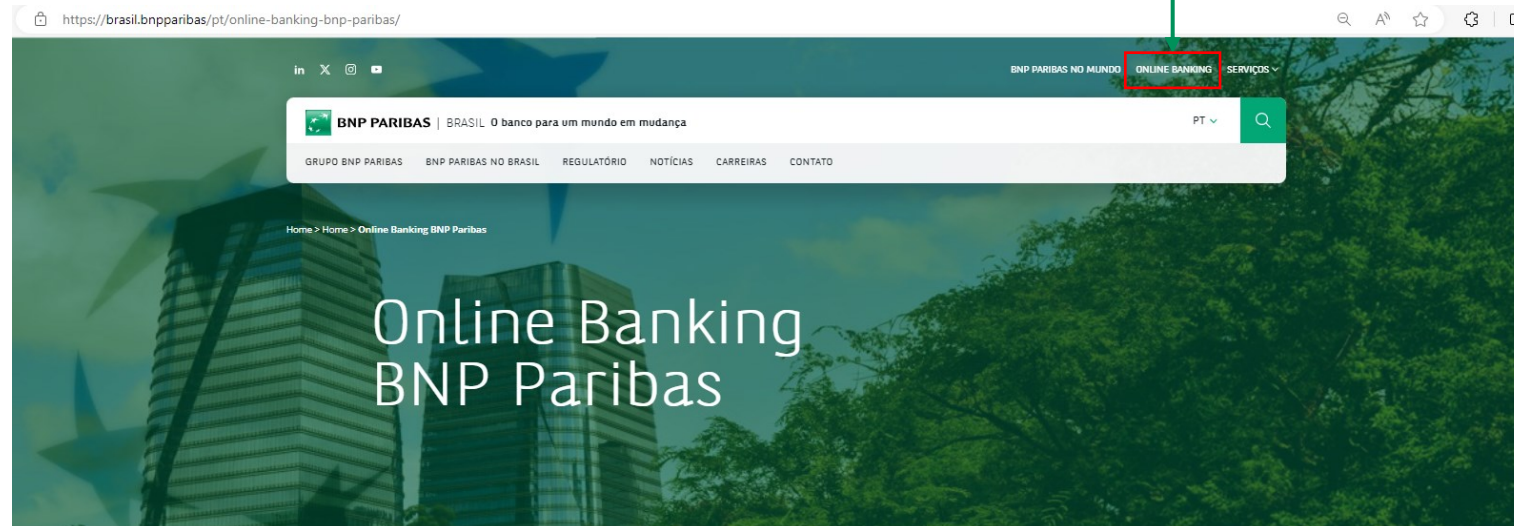 https://brasil.bnpparibas/pt/online-banking-bnp-paribas/
in X
BNP PARIBAS NO MUNDO ONLINE BANKING SERVIÇOS
BNP PARIBAS | BRASIL O banco para um mundo em mudança PT
GRUPO BNP PARIBAS BNP PARIBAS NO BRASIL REGULATÓRIO NOTÍCIAS CARREIRAS CONTATO
Home > Home > Online Banking BNP Paribas
Online Banking
BNP Paribas